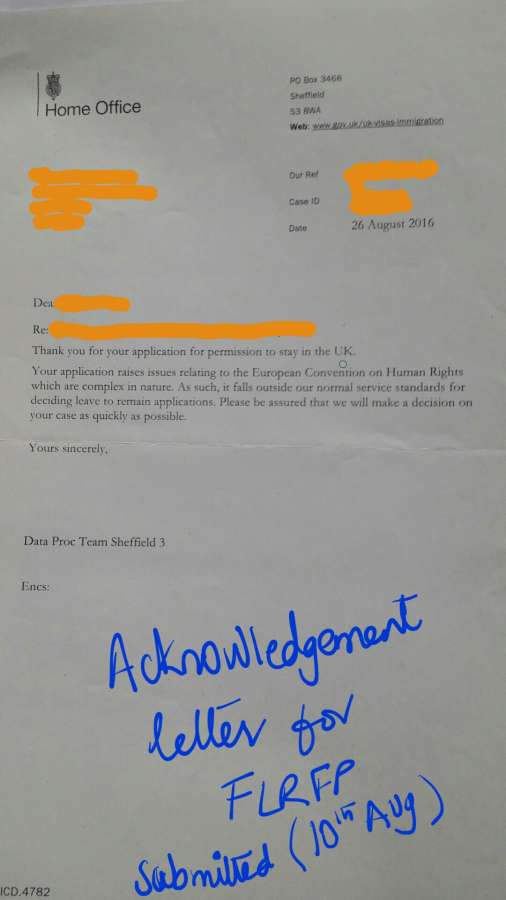 Home Office
PO Box 3468
Sheffield
S3 8WA
Web: www.gov.uk/uk-visas-immigration
Our Ref
Case ID
Date 26 August 2016
Dea
Re:
Thank you for your application for permission to stay in the UK.
Your application raises issues relating to the European Convention on Human Rights
which are complex in nature. As such, it falls outside our normal service standards for
deciding leave to remain applications. Please be assured that we will make a decision on
your case as quickly as possible.
Yours sincerely,
Data Proc Team Sheffield 3
Encs:
Acknowledgement
letter for
FLRFP
submitted (10th Aug)
ICD.4782